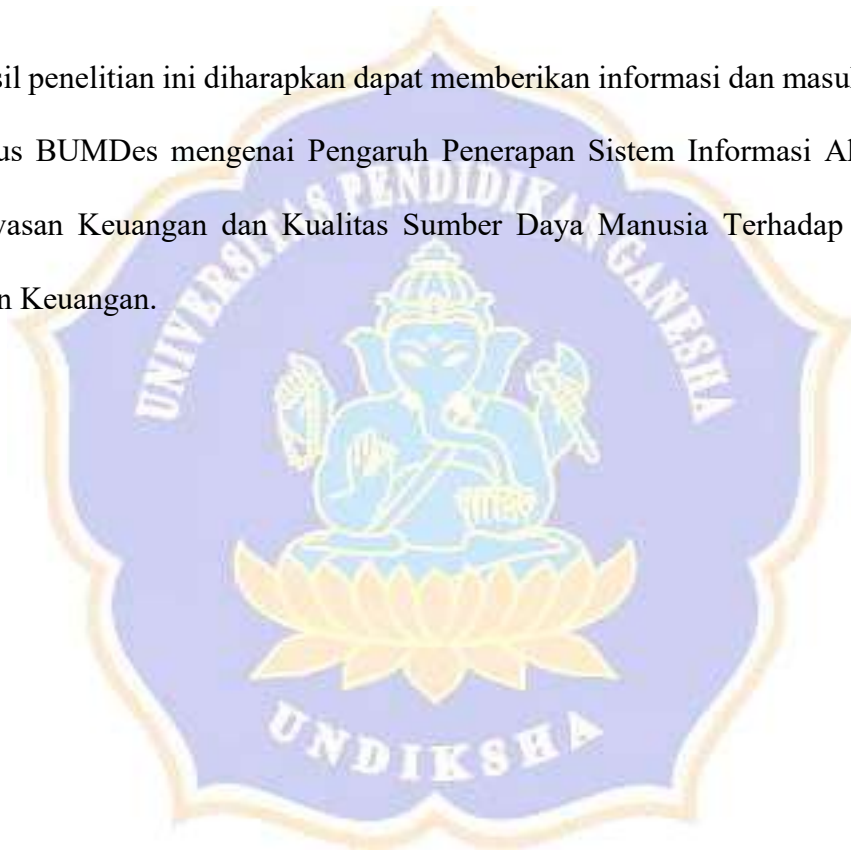 sil penelitian ini diharapkan dapat memberikan informasi dan masu
us BUMDes mengenai Pengaruh Penerapan Sistem Informasi A
vasan Keuangan dan Kualitas Sumber Daya Manusia Terhadap
n Keuangan.
UNIVERSITAS PENDIDIKAN GANESHA
UNDIKSHA